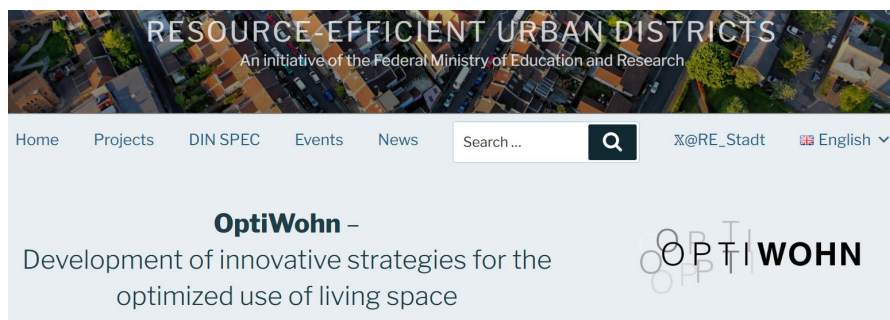 RESOURCE-EFFICIENT URBAN DISTRICTS
An initiative of the Federal Ministry of Education and Research
Home Projects DIN SPEC Events News Search ... 𝕏@RE_Stadt English
OptiWohn –
Development of innovative strategies for the
optimized use of living space
OPTIWOHN